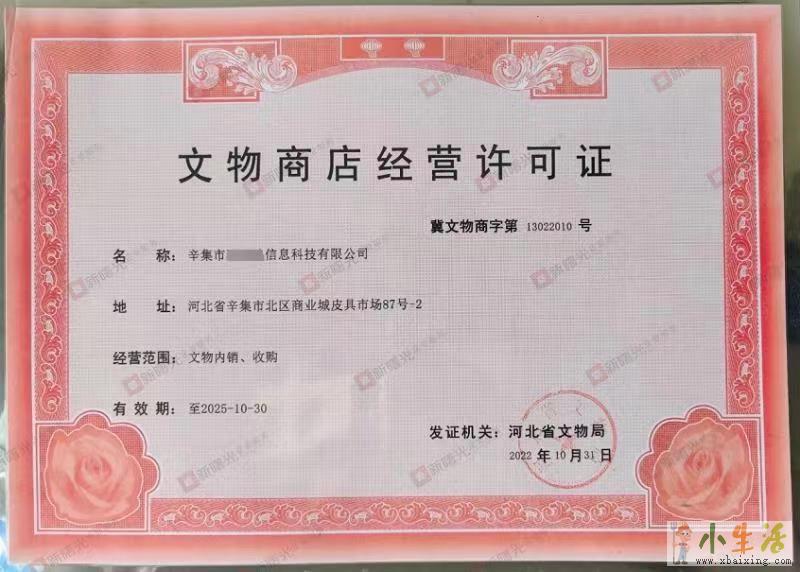 文物商店经营许可证
冀文物商字第 13022010 号
名 称: 辛集市 信息科技有限公司
地 址: 河北省辛集市北区商业城皮具市场87号-2
经营范围: 文物内销、收购
有 效 期: 至2025-10-30
发证机关: 河北省文物局
2022 年 10 月 31 日
新曙光
小生活
www.xbaixing.com